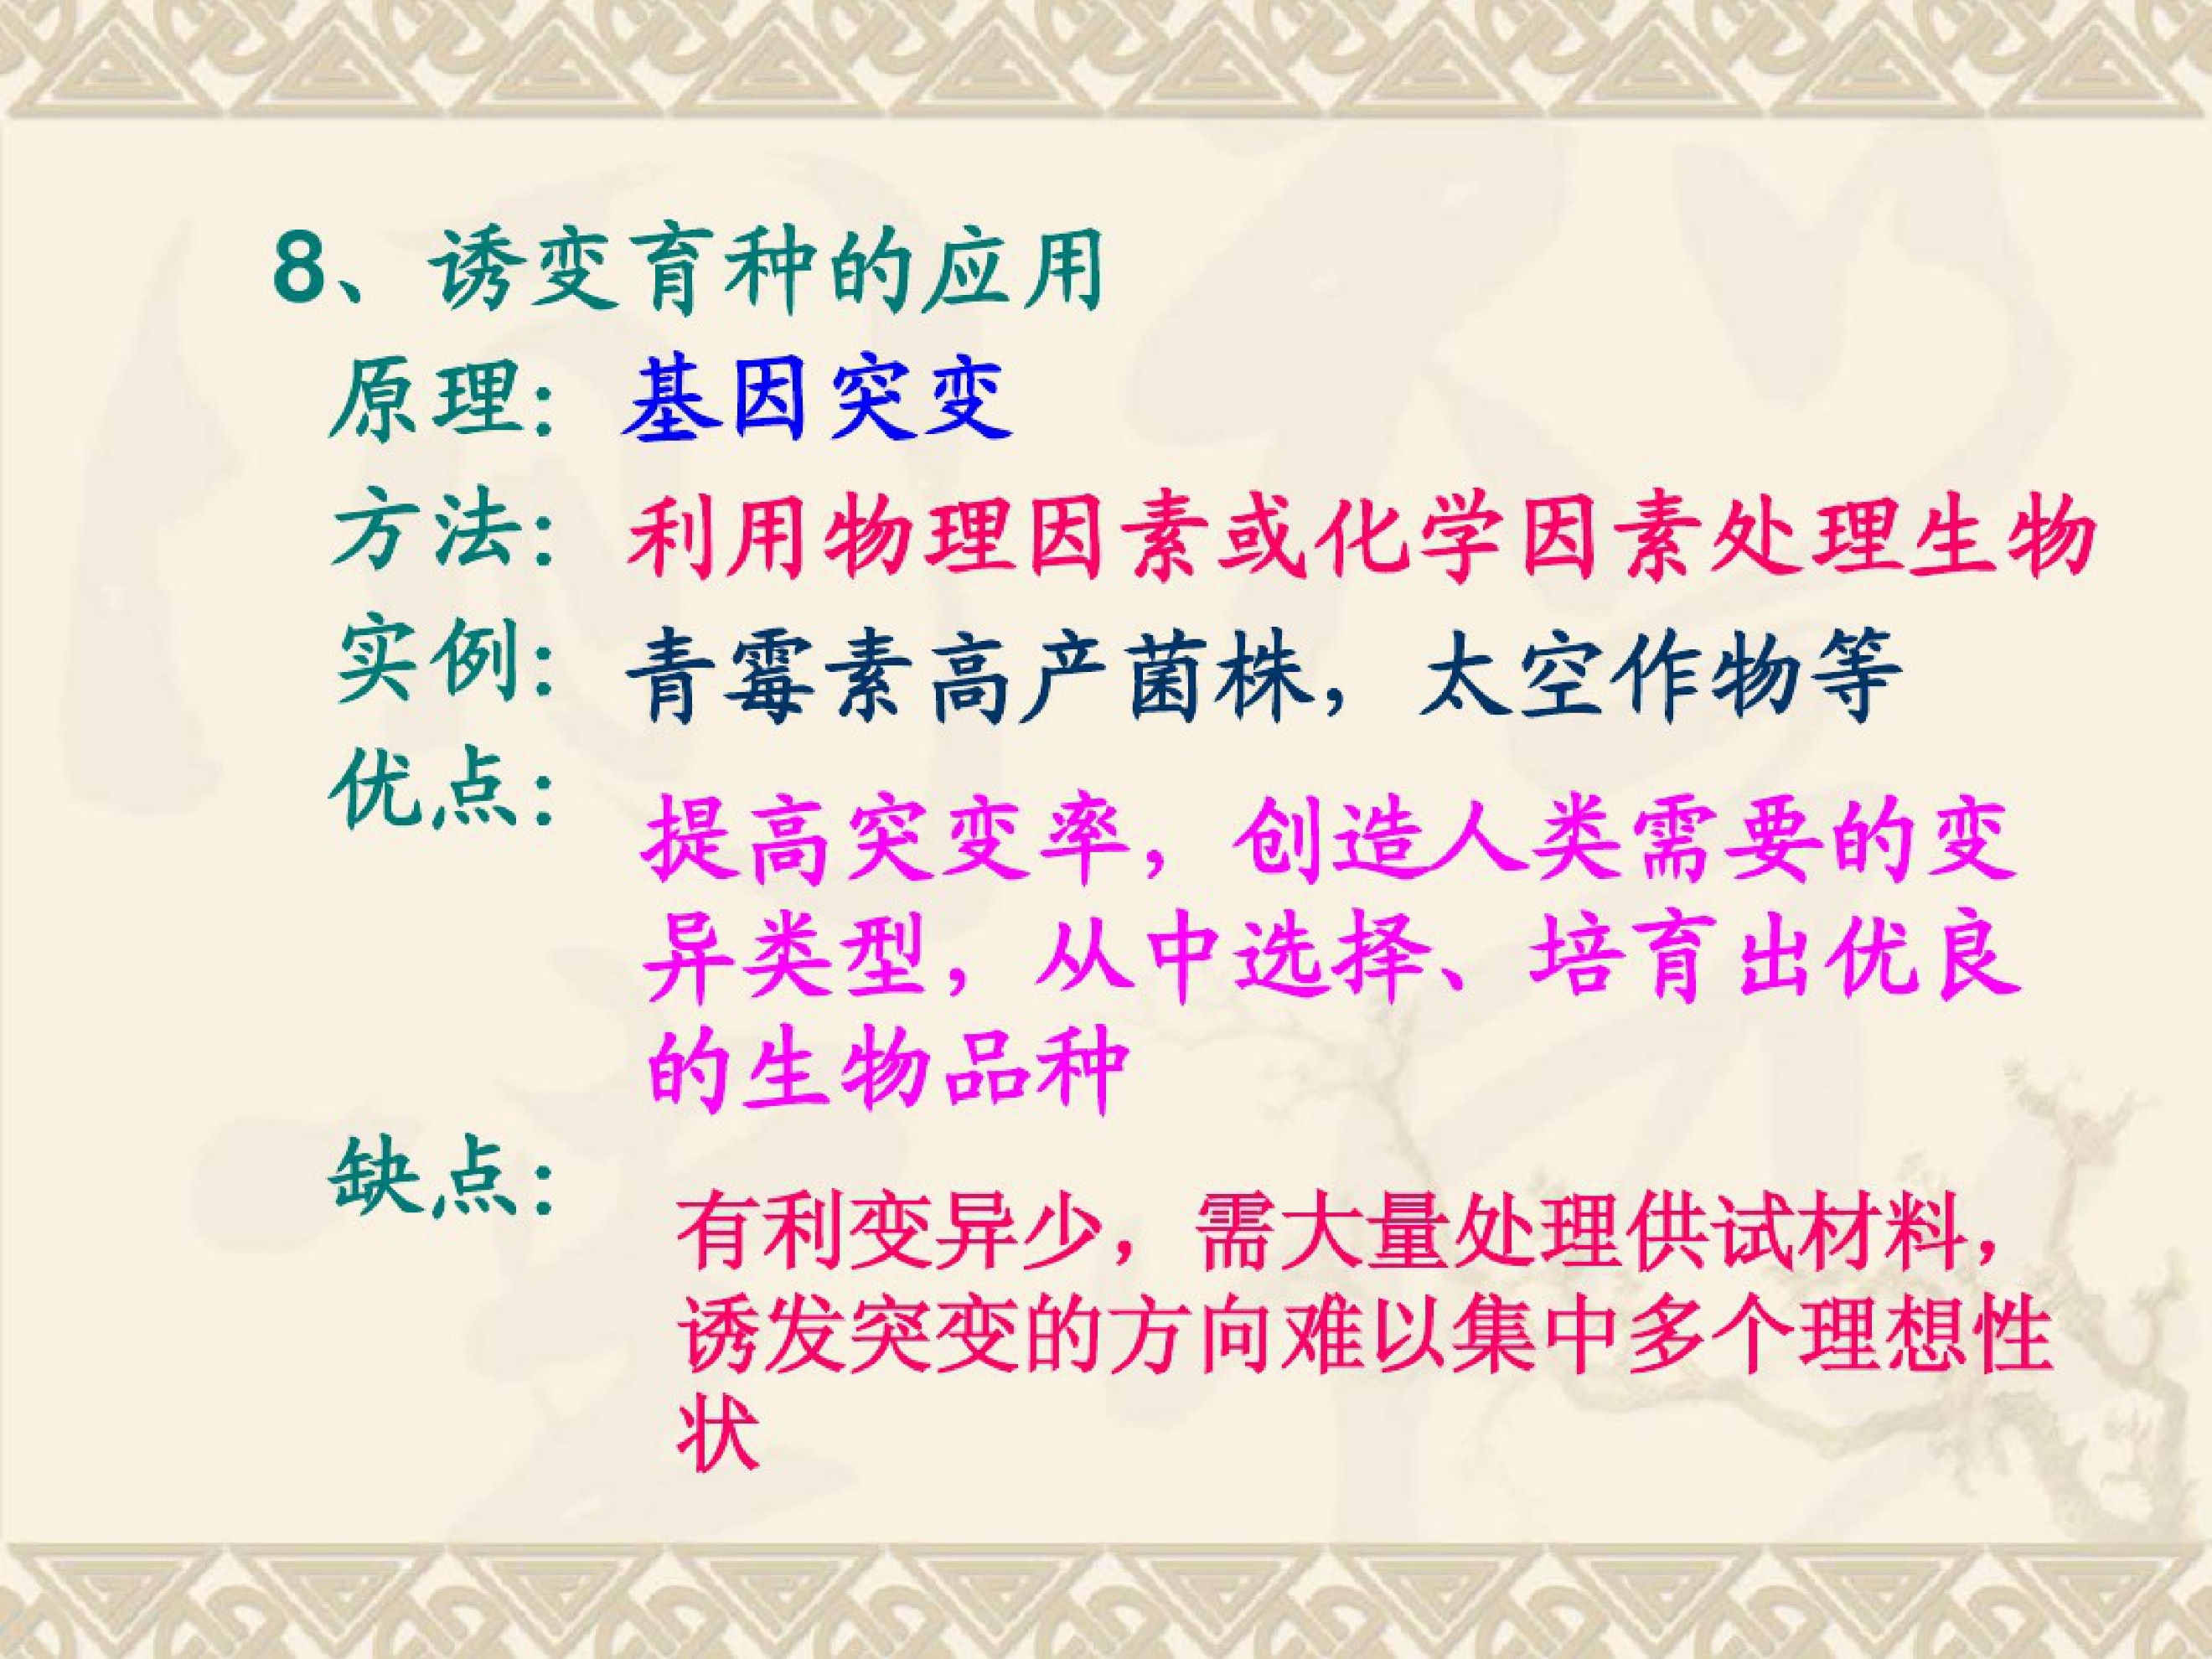 8、诱变育种的应用
原理：基因突变
方法：利用物理因素或化学因素处理生物
实例：青霉素高产菌株，太空作物等
优点：
提高突变率，创造人类需要的变
异类型，从中选择、培育出优良
的生物品种
缺点：
有利变异少，需大量处理供试材料，
诱发突变的方向难以集中多个理想性
状